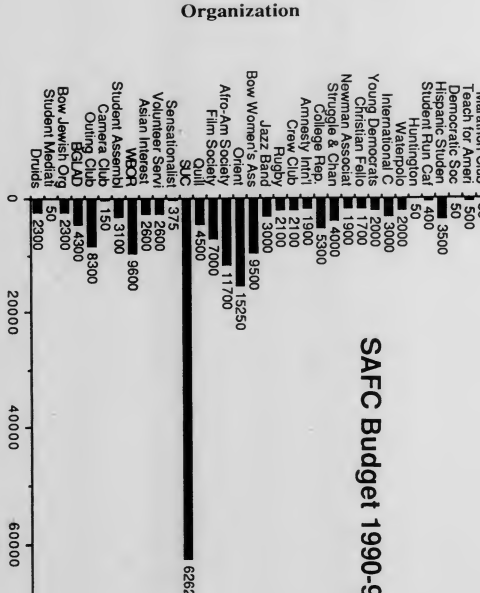 Organization
SAFC Budget 1990-9
Teach for Ameri 500
Democratic Soc 50
Hispanic Studen 3500
Student Run Caf 400
Huntington 50
Waterpolo 2000
International C 3000
Young Democrats 2000
Christian Fello 1700
Newman Associat 1900
Struggle & Chan 4000
College Rep. 5300
Amnesty Intn'l 1900
Crew Club 2100
Rugby 2100
Jazz Band 3000
Bow Women's Ass 9500
Orient 15250
Afro-Am Society 11700
Film Society 7000
Quill 4500
SUC 6262
Sensationalist 375
Volunteer Servi 2600
Asian Interest 2600
WBOR 9600
Student Assembl 3100
Camera Club 150
Outing Club 8300
BGLAD 4300
Bow Jewish Org 2300
Student Mediati 50
Druids 2300
0 20000 40000 60000